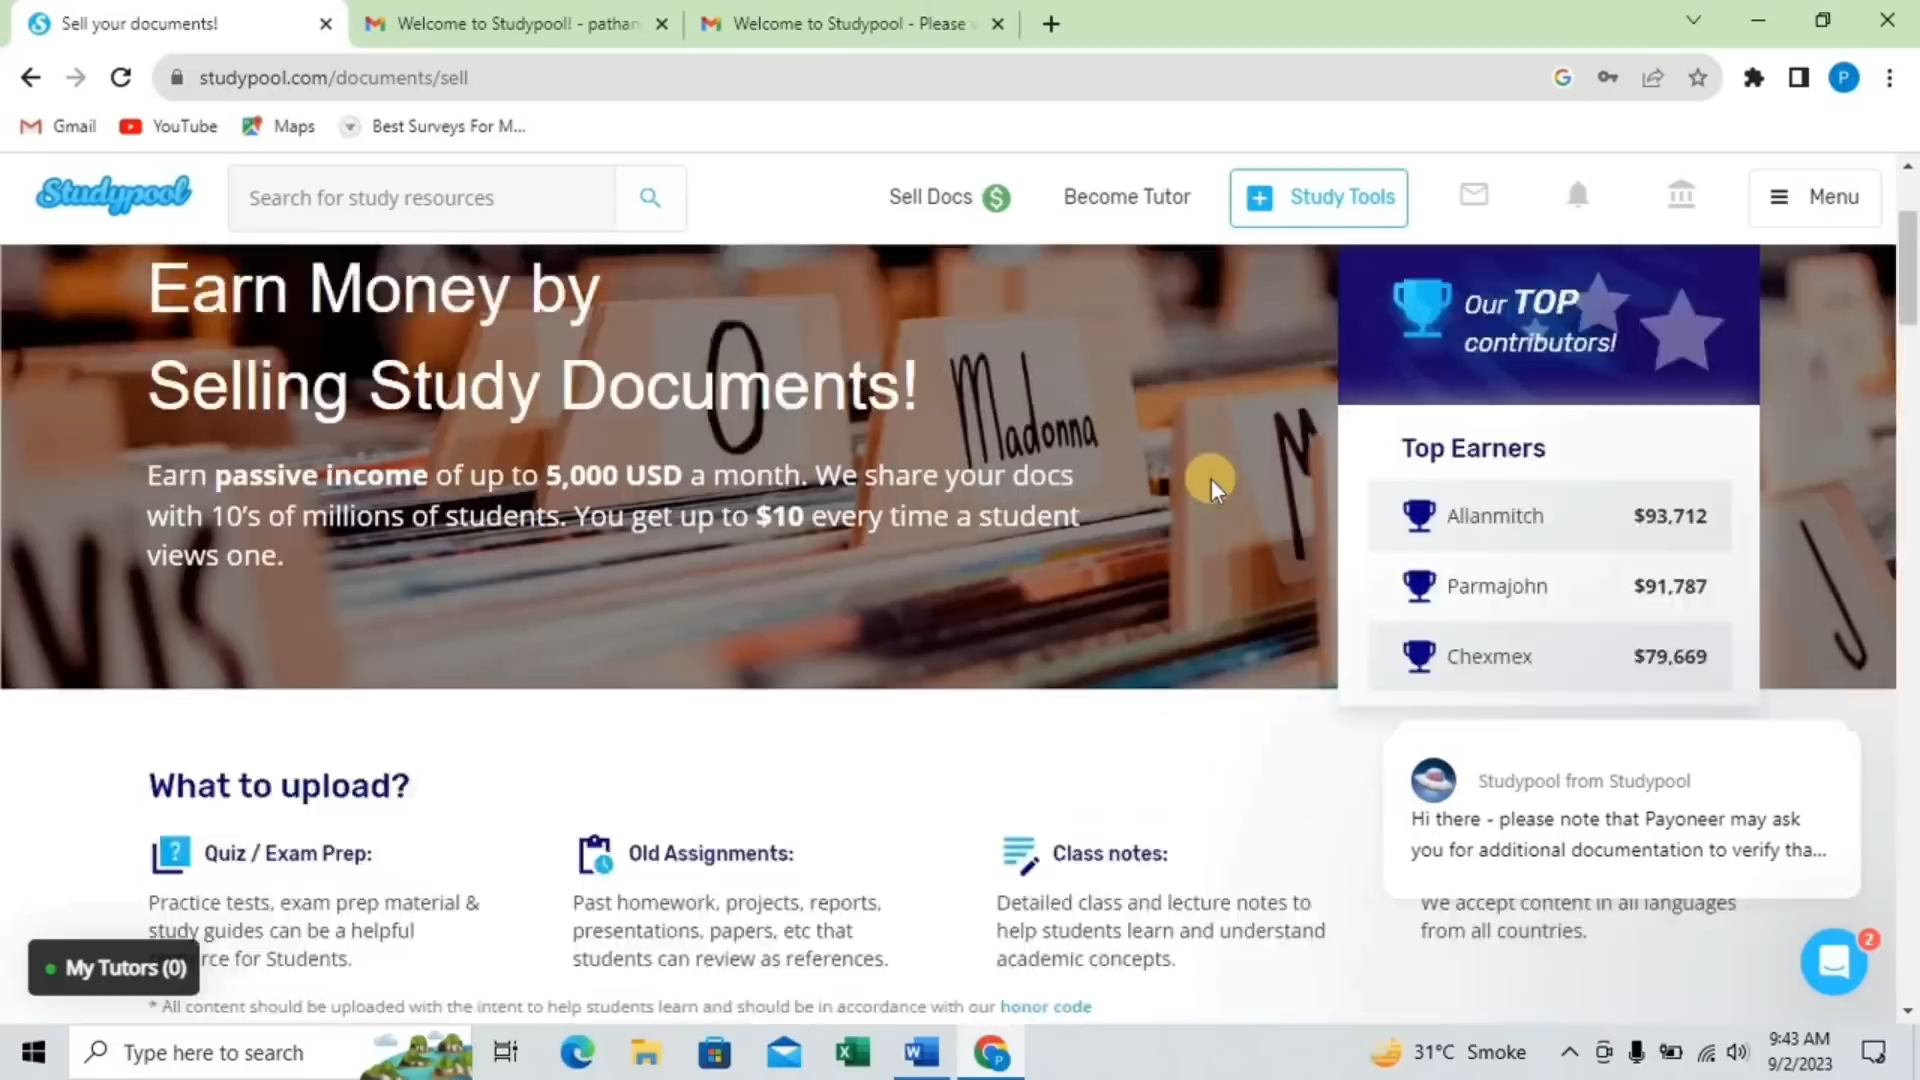 Sell your documents!
Welcome to Studypool! - pathan
Welcome to Studypool - Please
studypool.com/documents/sell
P
Gmail
YouTube
Maps
Best Surveys For M...
Studypool
Search for study resources
Sell Docs $
Become Tutor
Study Tools
Menu
Earn Money by
Selling Study Documents!
Earn passive income of up to 5,000 USD a month. We share your docs
with 10's of millions of students. You get up to $10 every time a student
views one.
O
Madonna
M
J
Our TOP
contributors!
Top Earners
Allanmitch $93,712
Parmajohn $91,787
Chexmex $79,669
What to upload?
Quiz / Exam Prep:
Practice tests, exam prep material &
study guides can be a helpful
rce for Students.
Old Assignments:
Past homework, projects, reports,
presentations, papers, etc that
students can review as references.
Class notes:
Detailed class and lecture notes to
help students learn and understand
academic concepts.
We accept content in all languages
from all countries.
Studypool from Studypool
Hi there - please note that Payoneer may ask
you for additional documentation to verify tha...
2
My Tutors (0)
* All content should be uploaded with the intent to help students learn and should be in accordance with our honor code
Type here to search
31°C Smoke
9:43 AM
9/2/2023